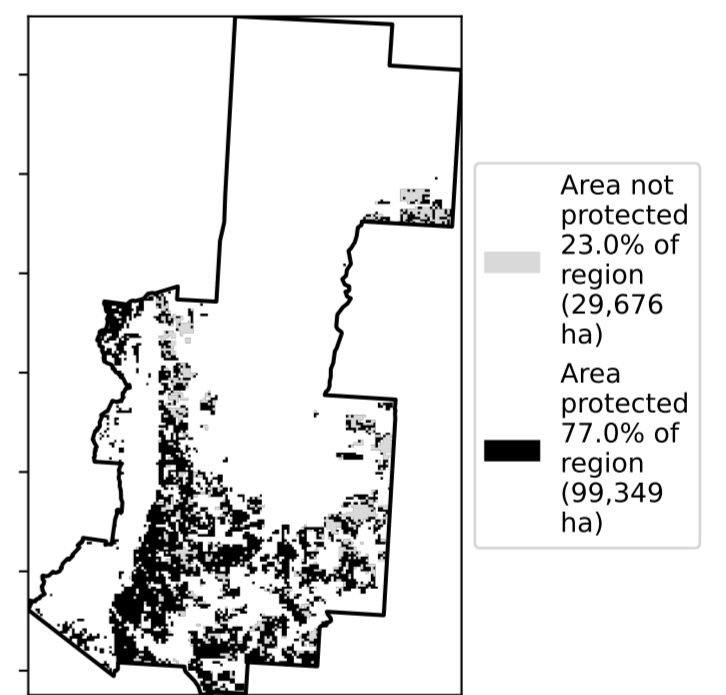 Area not
protected
23.0% of
region
(29,676
ha)
Area
protected
77.0% of
region
(99,349
ha)